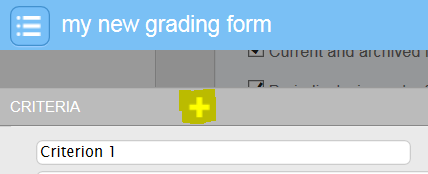 my new grading form
Current and archived
CRITERIA
Criterion 1